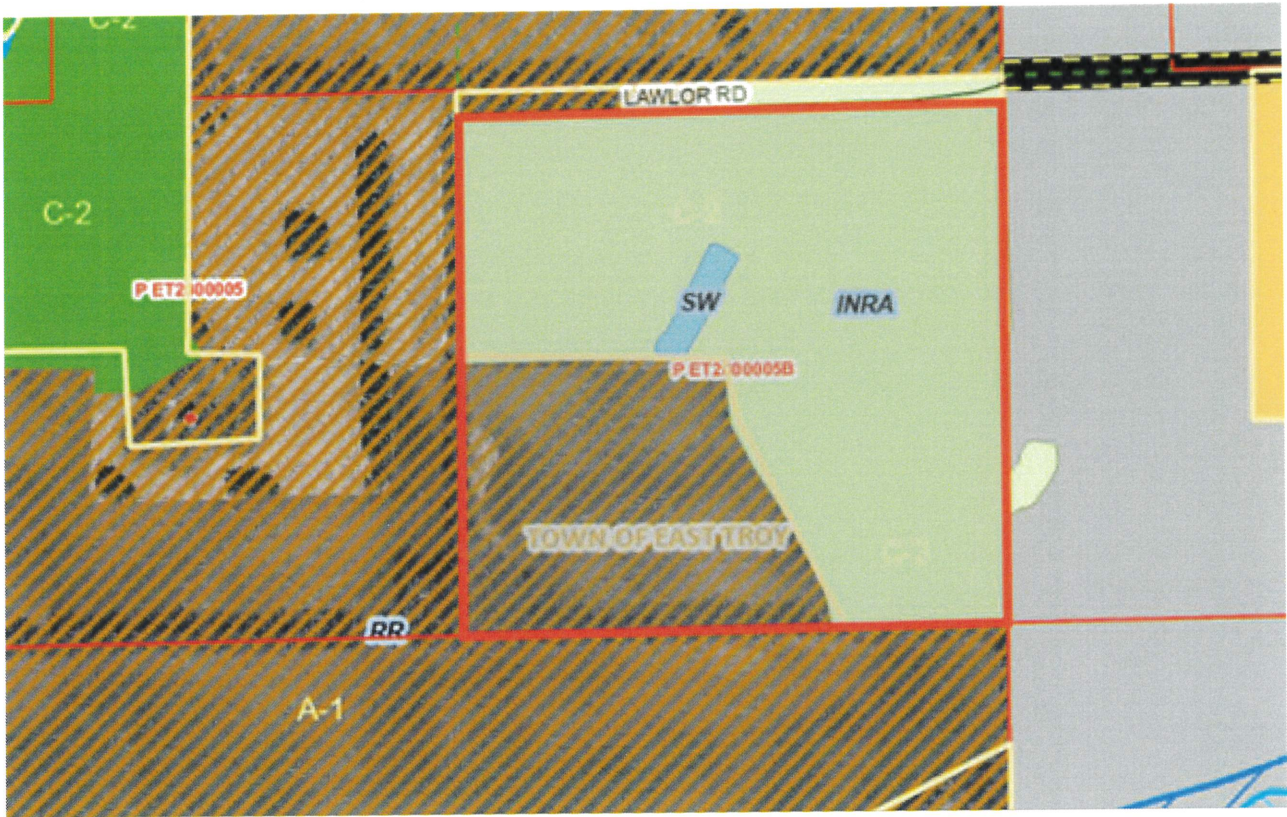 C-2
LAWLOR RD
C-2
P ET2 00005
SW
INRA
P ET2 00005B
TOWN OF EAST TROY
RR
A-1